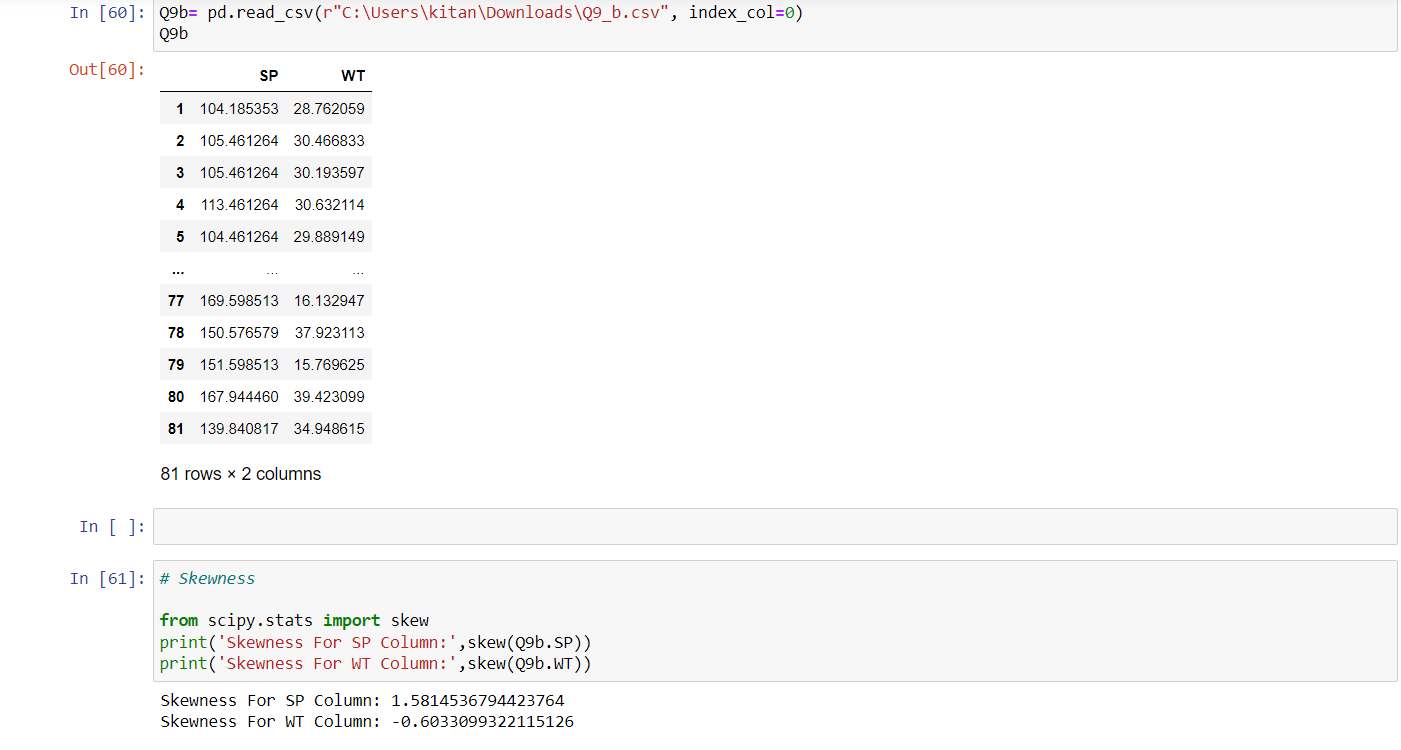 In [60]: Q9b= pd.read_csv(r"C:\Users\kitan\Downloads\Q9_b.csv", index_col=0)
Q9b
Out[60]:
SP WT
1 104.185353 28.762059
2 105.461264 30.466833
3 105.461264 30.193597
4 113.461264 30.632114
5 104.461264 29.889149
... ... ...
77 169.598513 16.132947
78 150.576579 37.923113
79 151.598513 15.769625
80 167.944460 39.423099
81 139.840817 34.948615
81 rows × 2 columns
In [ ]:
In [61]: # Skewness
from scipy.stats import skew
print('Skewness For SP Column:',skew(Q9b.SP))
print('Skewness For WT Column:',skew(Q9b.WT))
Skewness For SP Column: 1.5814536794423764
Skewness For WT Column: -0.6033099322115126